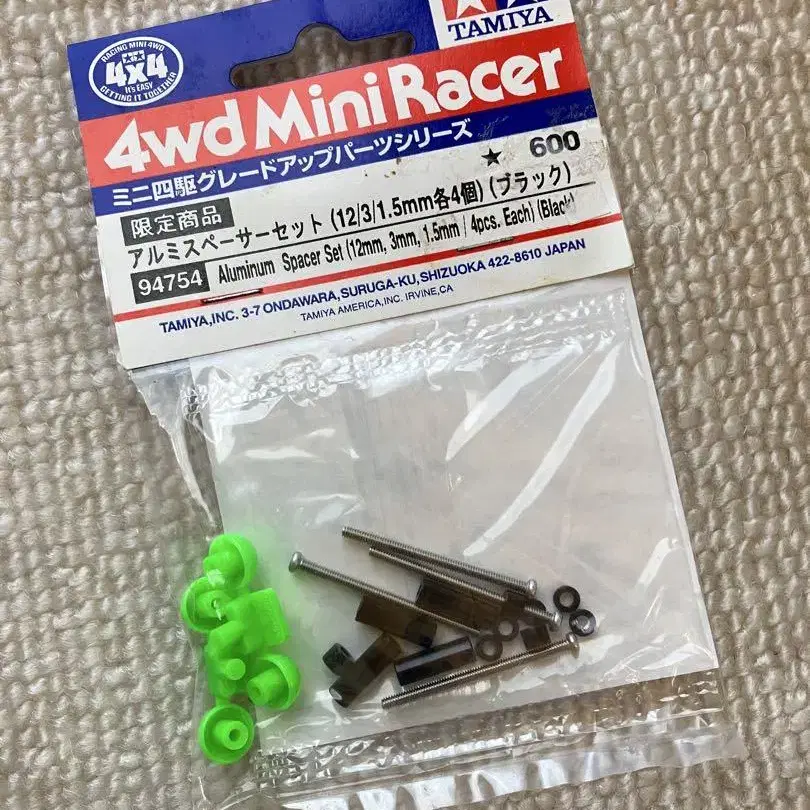 TAMIYA
RACING MINI 4WD
4x4
It's EASY
GETTING IT TOGETHER
4wd Mini Racer
ミニ四駆グレードアップパーツシリーズ
★ 600
限定商品
アルミスペーサーセット (12/3/1.5mm各4個) (ブラック)
94754 Aluminum Spacer Set (12mm, 3mm, 1.5mm / 4pcs. Each) (Black)
TAMIYA,INC. 3-7 ONDAWARA, SURUGA-KU, SHIZUOKA 422-8610 JAPAN
TAMIYA AMERICA,INC. IRVINE,CA